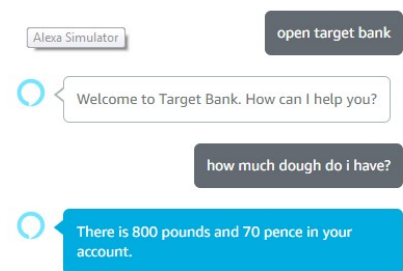 open target bank
Alexa Simulator
Welcome to Target Bank. How can I help you?
how much dough do i have?
There is 800 pounds and 70 pence in your
account.